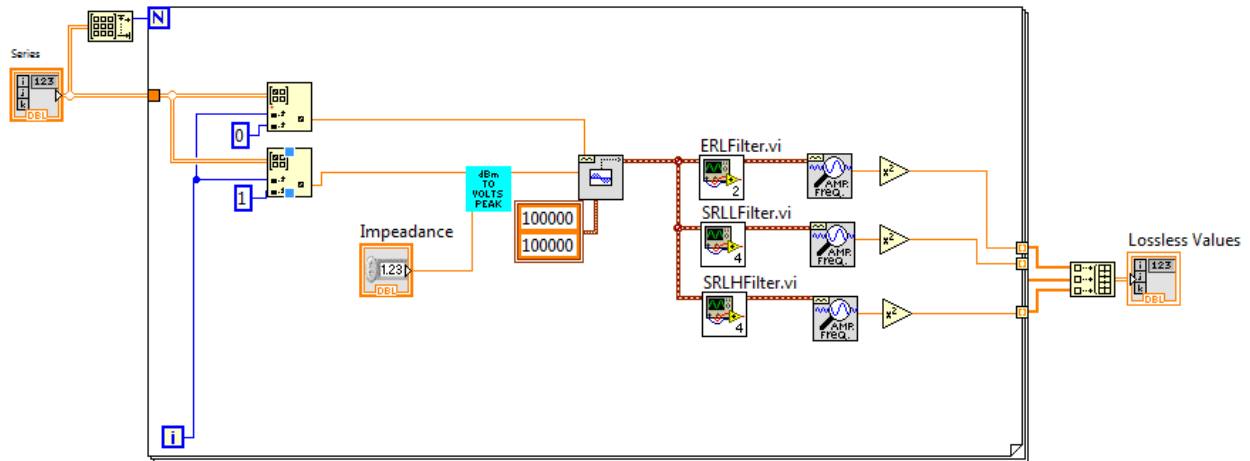 N
Series
i 123
j
k
DBL
0
1
dBm
TO
VOLTS
PEAK
Impeadance
1.23
DBL
100000
100000
ERLFilter.vi
2
AMP.
FREQ.
x²
SRLLFilter.vi
4
AMP.
FREQ.
x²
SRLHFilter.vi
4
AMP.
FREQ.
x²
Lossless Values
i 123
j
k
DBL
i